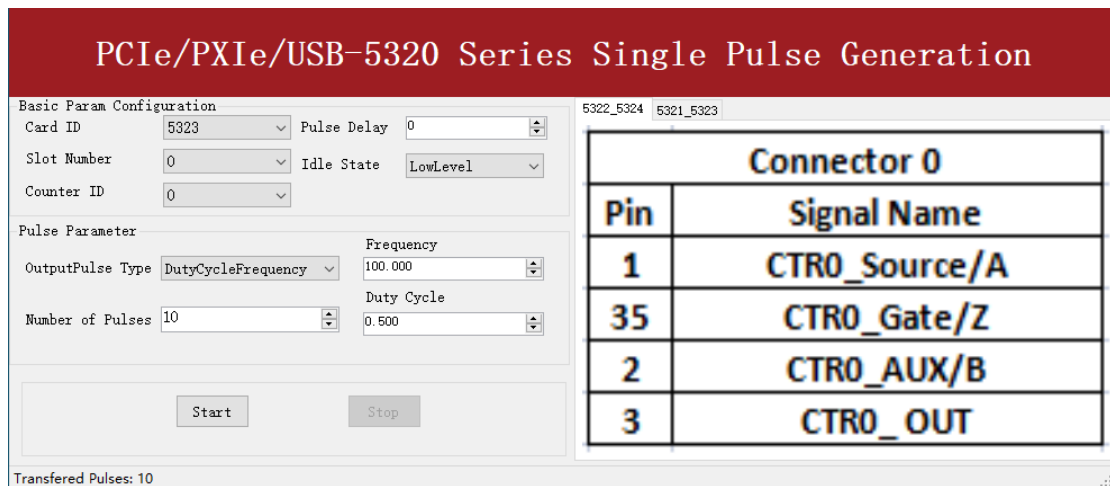 PCIe/PXIe/USB-5320 Series Single Pulse Generation
Basic Param Configuration
Card ID 5323 Pulse Delay 0
Slot Number 0 Idle State LowLevel
Counter ID 0
Pulse Parameter
Frequency
OutputPulse Type DutyCycleFrequency 100.000
Duty Cycle
Number of Pulses 10 0.500
Start Stop
5322_5324 5321_5323
Connector 0
Pin Signal Name
1 CTR0_Source/A
35 CTR0_Gate/Z
2 CTR0_AUX/B
3 CTR0_ OUT
Transfered Pulses: 10